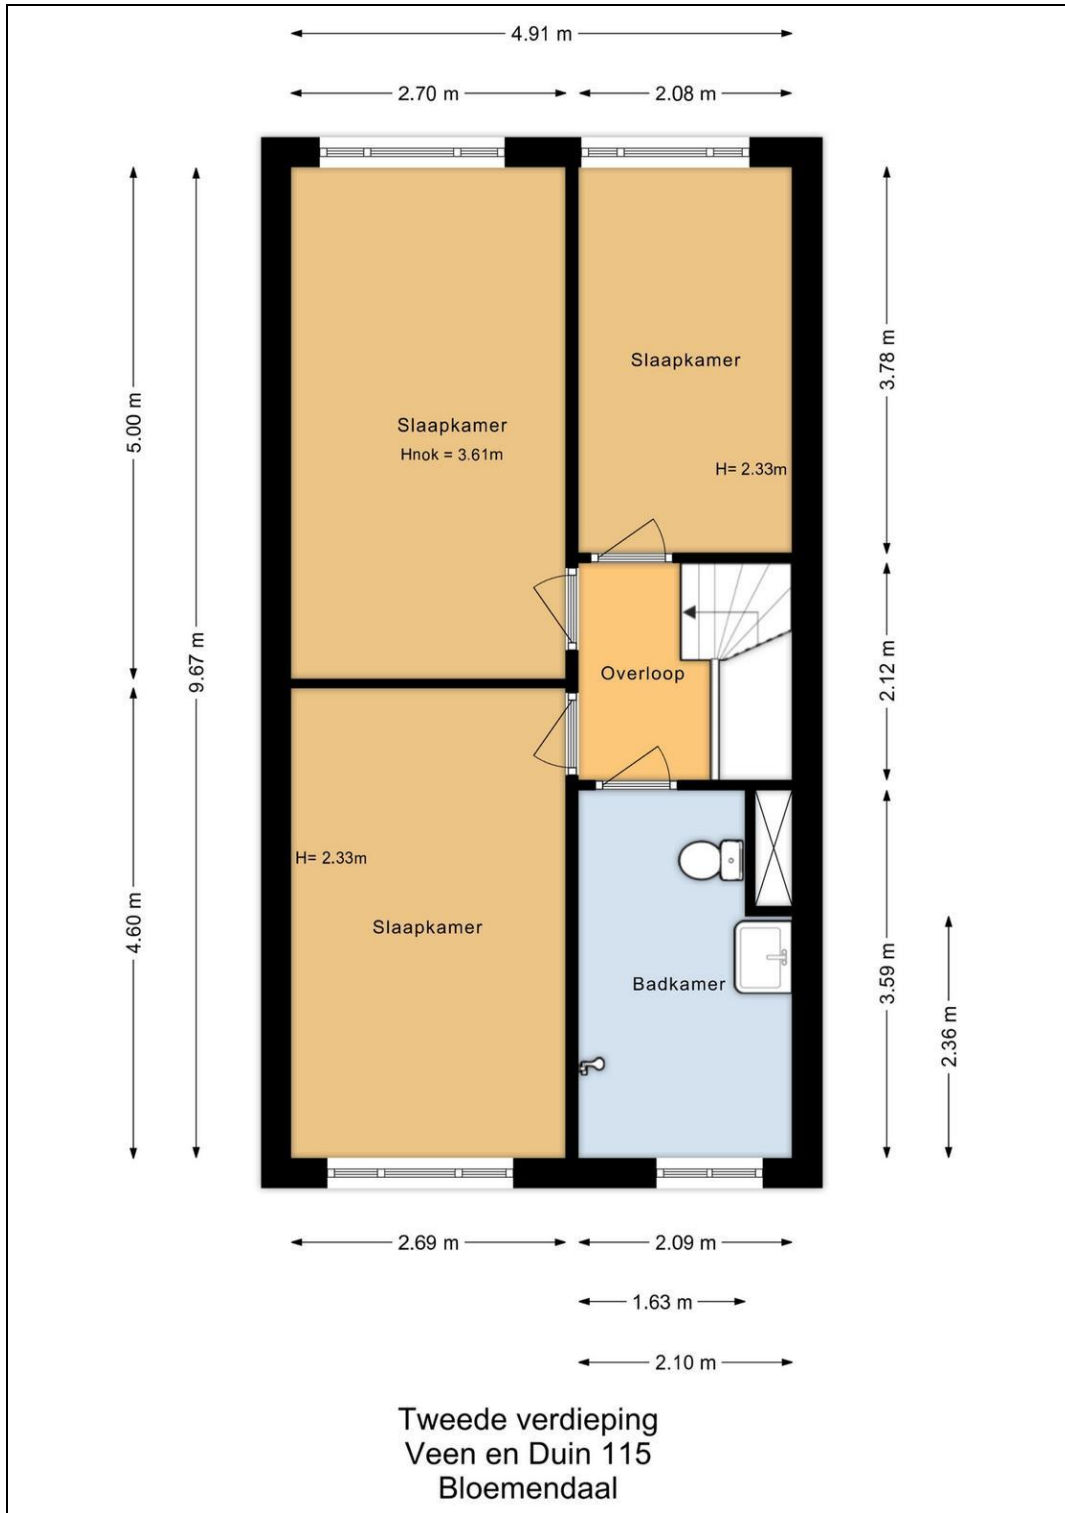 4.91 m
2.70 m
2.08 m
5.00 m
9.67 m
3.78 m
Slaapkamer
Slaapkamer
Hnok = 3.61m
H= 2.33m
2.12 m
Overloop
H= 2.33m
4.60 m
Slaapkamer
Badkamer
3.59 m
2.36 m
2.69 m
2.09 m
1.63 m
2.10 m
Tweede verdieping
Veen en Duin 115
Bloemendaal